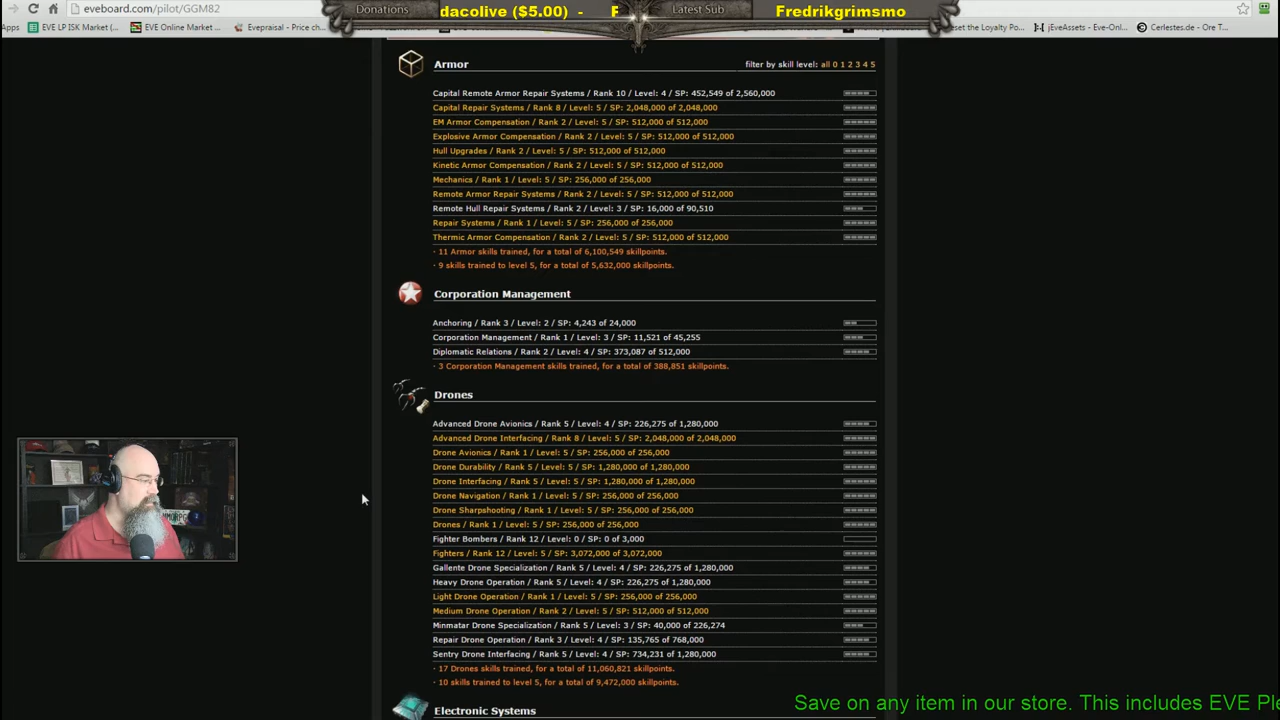 eveboard.com/pilot/GGM82
Donations
dacolive ($5.00) - F
Latest Sub
Fredrikgrimsmo
Apps
EVE LP ISK Market (...
EVE Online Market ...
Evepraisal - Price ch...
eset the Loyalty Po...
jEveAssets - Eve-Onl...
Cerlestes.de - Ore T...
Armor
filter by skill level: all 0 1 2 3 4 5
Capital Remote Armor Repair Systems / Rank 10 / Level: 4 / SP: 452,549 of 2,560,000
Capital Repair Systems / Rank 8 / Level: 5 / SP: 2,048,000 of 2,048,000
EM Armor Compensation / Rank 2 / Level: 5 / SP: 512,000 of 512,000
Explosive Armor Compensation / Rank 2 / Level: 5 / SP: 512,000 of 512,000
Hull Upgrades / Rank 2 / Level: 5 / SP: 512,000 of 512,000
Kinetic Armor Compensation / Rank 2 / Level: 5 / SP: 512,000 of 512,000
Mechanics / Rank 1 / Level: 5 / SP: 256,000 of 256,000
Remote Armor Repair Systems / Rank 2 / Level: 5 / SP: 512,000 of 512,000
Remote Hull Repair Systems / Rank 2 / Level: 3 / SP: 16,000 of 90,510
Repair Systems / Rank 1 / Level: 5 / SP: 256,000 of 256,000
Thermic Armor Compensation / Rank 2 / Level: 5 / SP: 512,000 of 512,000
· 11 Armor skills trained, for a total of 6,100,549 skillpoints.
· 9 skills trained to level 5, for a total of 5,632,000 skillpoints.
Corporation Management
Anchoring / Rank 3 / Level: 2 / SP: 4,243 of 24,000
Corporation Management / Rank 1 / Level: 3 / SP: 11,521 of 45,255
Diplomatic Relations / Rank 2 / Level: 4 / SP: 373,087 of 512,000
· 3 Corporation Management skills trained, for a total of 388,851 skillpoints.
Drones
Advanced Drone Avionics / Rank 5 / Level: 4 / SP: 226,275 of 1,280,000
Advanced Drone Interfacing / Rank 8 / Level: 5 / SP: 2,048,000 of 2,048,000
Drone Avionics / Rank 1 / Level: 5 / SP: 256,000 of 256,000
Drone Durability / Rank 5 / Level: 5 / SP: 1,280,000 of 1,280,000
Drone Interfacing / Rank 5 / Level: 5 / SP: 1,280,000 of 1,280,000
Drone Navigation / Rank 1 / Level: 5 / SP: 256,000 of 256,000
Drone Sharpshooting / Rank 1 / Level: 5 / SP: 256,000 of 256,000
Drones / Rank 1 / Level: 5 / SP: 256,000 of 256,000
Fighter Bombers / Rank 12 / Level: 0 / SP: 0 of 3,000
Fighters / Rank 12 / Level: 5 / SP: 3,072,000 of 3,072,000
Gallente Drone Specialization / Rank 5 / Level: 4 / SP: 226,275 of 1,280,000
Heavy Drone Operation / Rank 5 / Level: 4 / SP: 226,275 of 1,280,000
Light Drone Operation / Rank 1 / Level: 5 / SP: 256,000 of 256,000
Medium Drone Operation / Rank 2 / Level: 5 / SP: 512,000 of 512,000
Minmatar Drone Specialization / Rank 5 / Level: 3 / SP: 40,000 of 226,274
Repair Drone Operation / Rank 3 / Level: 4 / SP: 135,765 of 768,000
Sentry Drone Interfacing / Rank 5 / Level: 4 / SP: 734,231 of 1,280,000
· 17 Drones skills trained, for a total of 11,060,821 skillpoints.
· 10 skills trained to level 5, for a total of 9,472,000 skillpoints.
Electronic Systems
Save on any item in our store. This includes EVE Ple